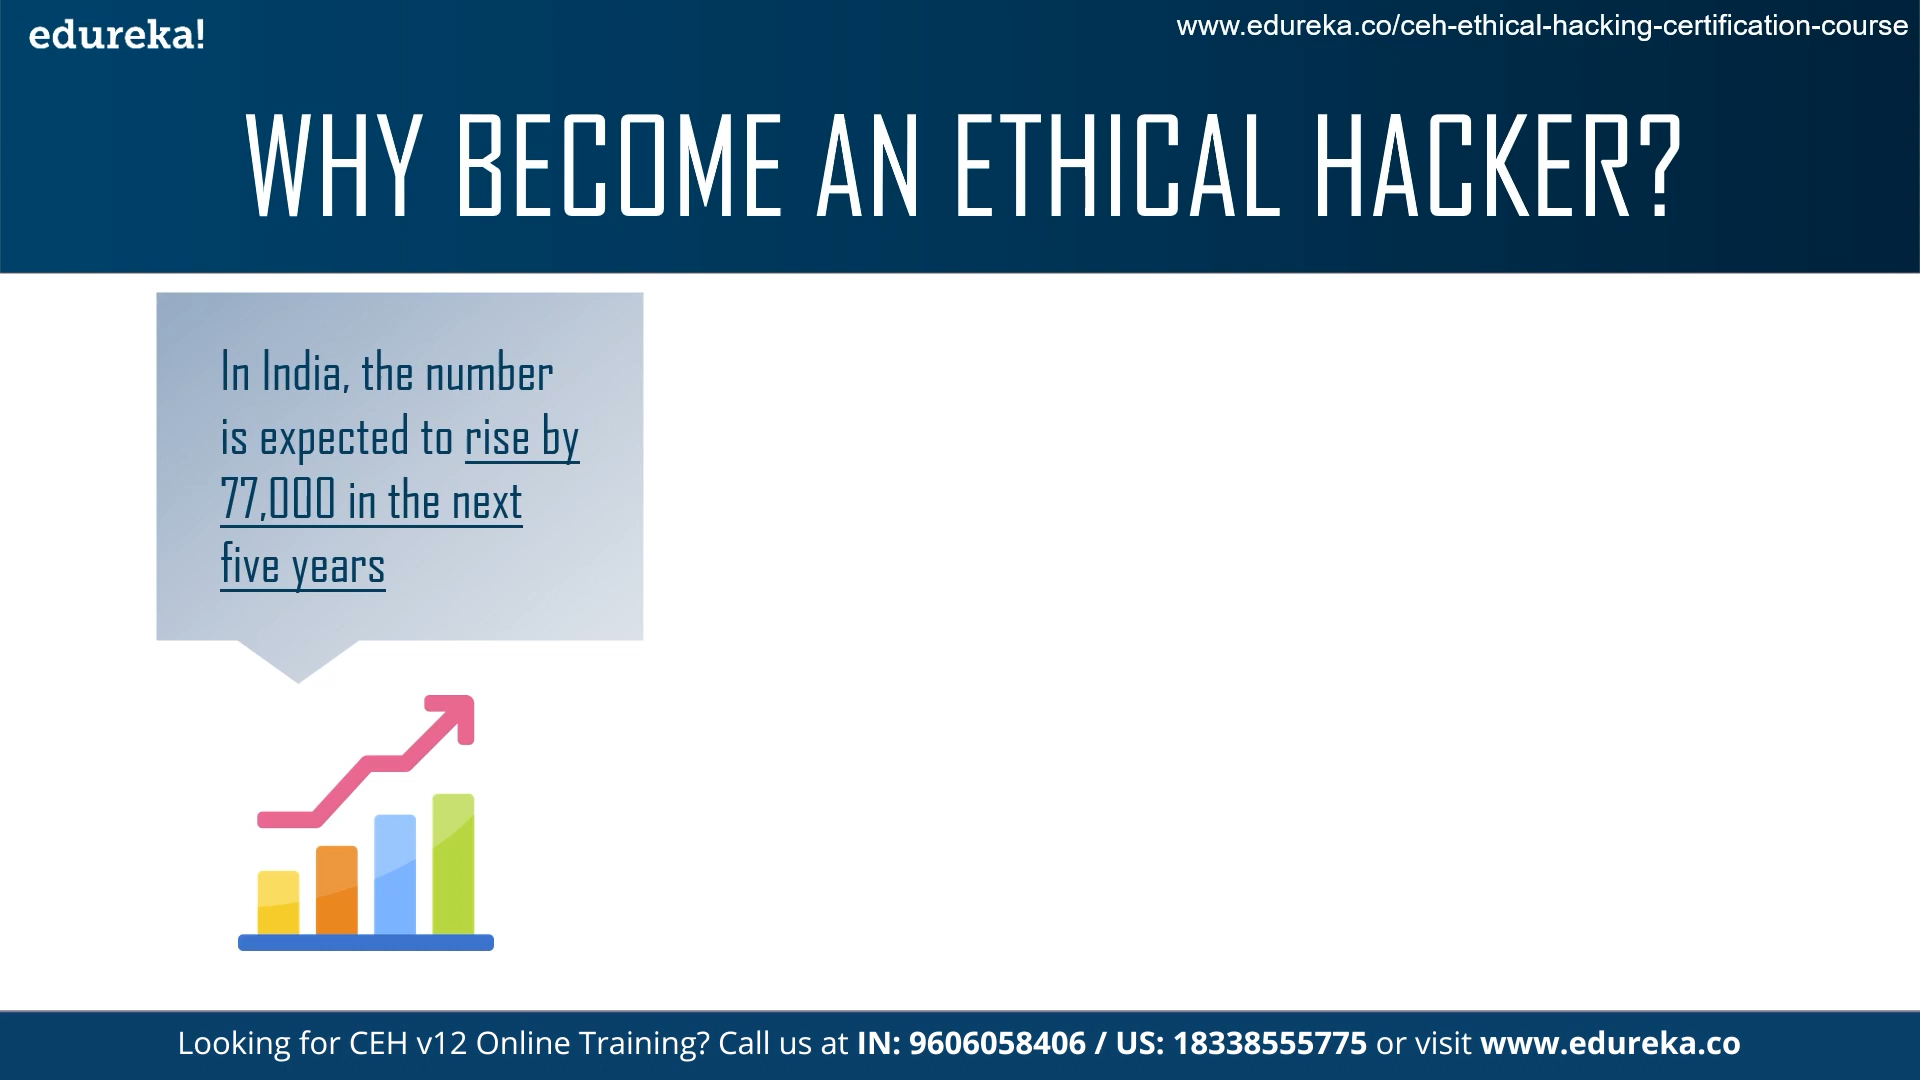 edureka!
www.edureka.co/ceh-ethical-hacking-certification-course
WHY BECOME AN ETHICAL HACKER?
In India, the number
is expected to rise by
77,000 in the next
five years
Looking for CEH v12 Online Training? Call us at IN: 9606058406 / US: 18338555775 or visit www.edureka.co